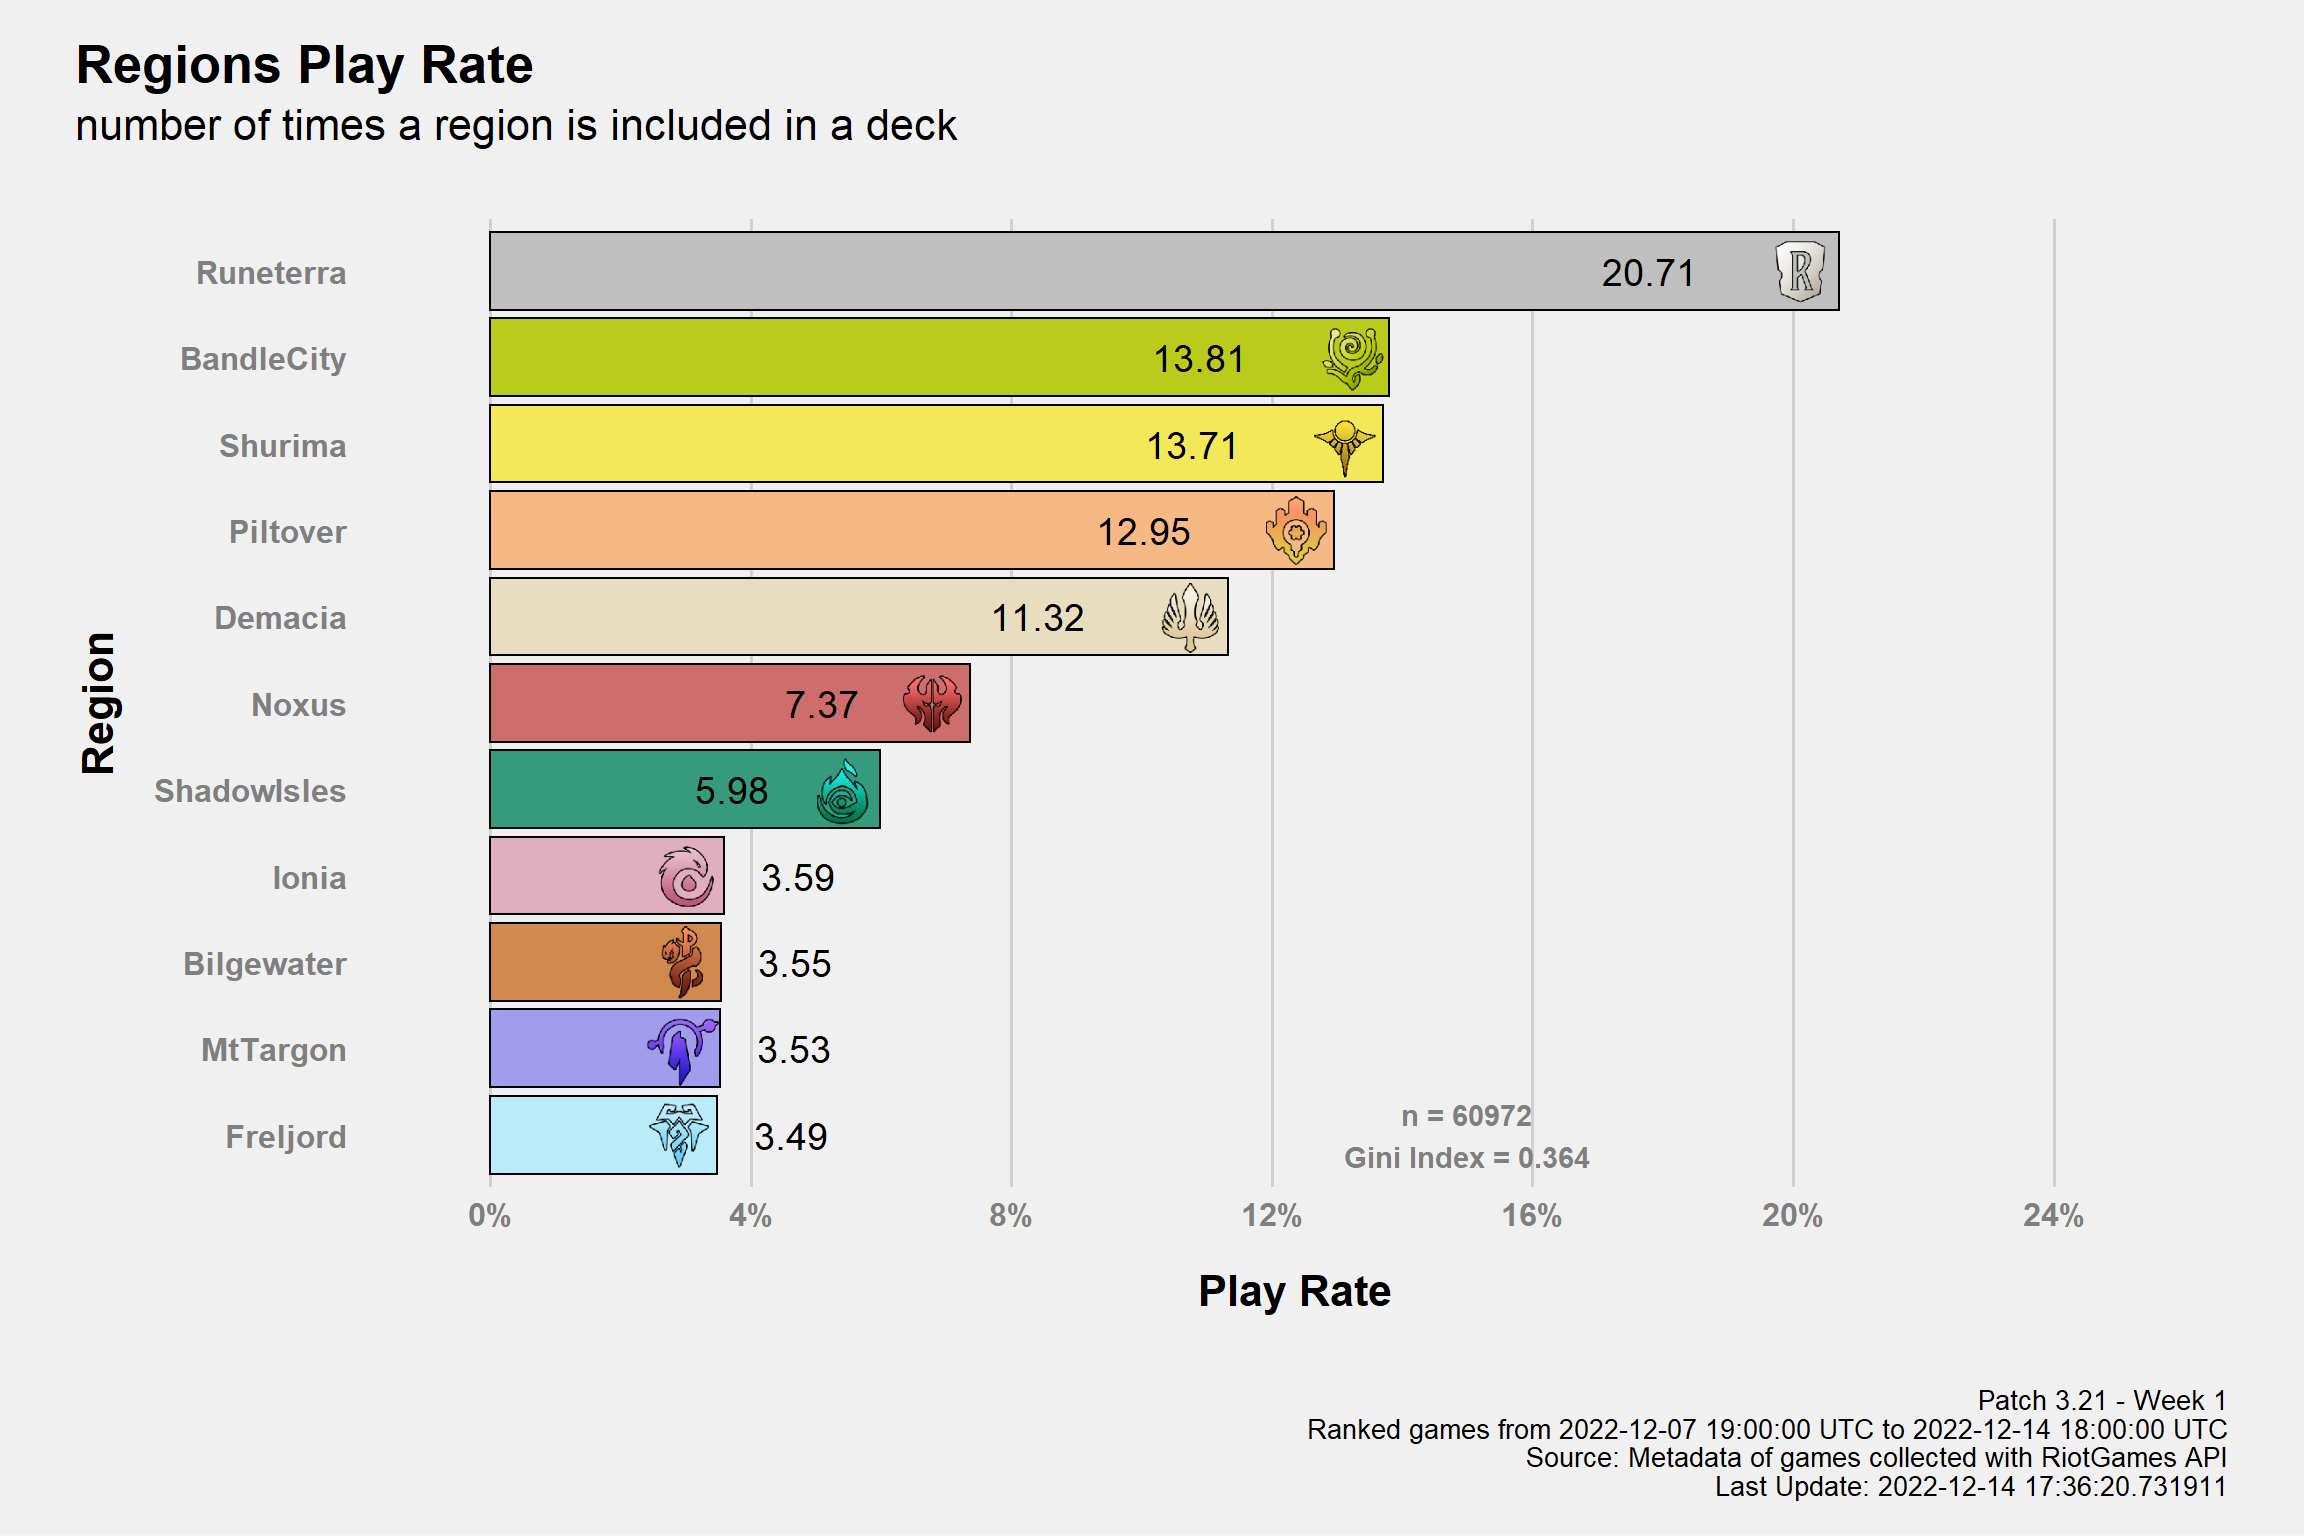 Regions Play Rate
number of times a region is included in a deck
Region
Runeterra
20.71
R
BandleCity
13.81
Shurima
13.71
Piltover
12.95
Demacia
11.32
Noxus
7.37
ShadowIsles
5.98
Ionia
3.59
Bilgewater
3.55
MtTargon
3.53
Freljord
3.49
n = 60972
Gini Index = 0.364
0% 4% 8% 12% 16% 20% 24%
Play Rate
Patch 3.21 - Week 1
Ranked games from 2022-12-07 19:00:00 UTC to 2022-12-14 18:00:00 UTC
Source: Metadata of games collected with RiotGames API
Last Update: 2022-12-14 17:36:20.731911